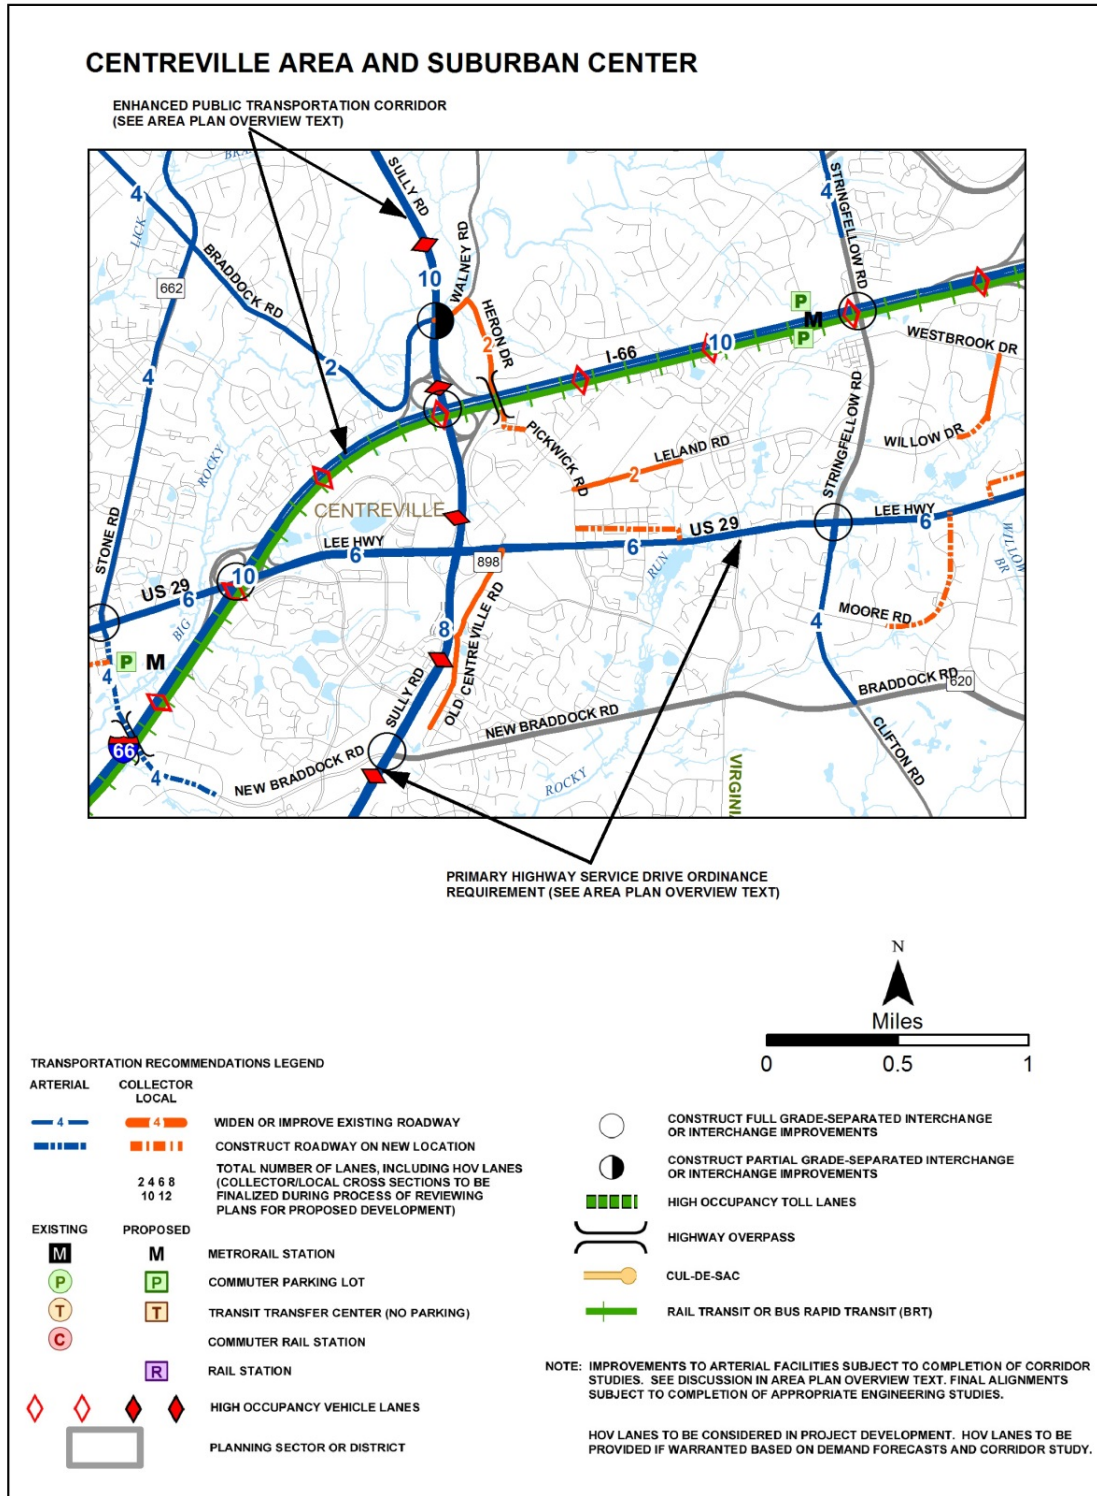 CENTREVILLE AREA AND SUBURBAN CENTER
ENHANCED PUBLIC TRANSPORTATION CORRIDOR
(SEE AREA PLAN OVERVIEW TEXT)
SULLY RD
STRINGFELLOW RD
4
4
LICK
BRADDOCK RD
WALNEY RD
10
662
HERON DR
P
M
P
WESTBROOK DR
2
10
I-66
2
4
PICKWICK RD
WILLOW DR
LELAND RD
STRINGFELLOW RD
2
ROCKY
CENTREVILLE
LEE HWY
6
US 29
STONE RD
LEE HWY
6
6
898
RUN
WILLOW
BR
10
US 29
6
MOORE RD
OLD CENTREVILLE RD
4
BIG
8
P
M
4
SULLY RD
BRADDOCK RD
620
NEW BRADDOCK RD
CLIFTON RD
66
4
NEW BRADDOCK RD
ROCKY
VIRGINI
PRIMARY HIGHWAY SERVICE DRIVE ORDINANCE
REQUIREMENT (SEE AREA PLAN OVERVIEW TEXT)
N
Miles
0 0.5 1
TRANSPORTATION RECOMMENDATIONS LEGEND
ARTERIAL COLLECTOR
LOCAL
4 4 WIDEN OR IMPROVE EXISTING ROADWAY
CONSTRUCT ROADWAY ON NEW LOCATION
TOTAL NUMBER OF LANES, INCLUDING HOV LANES
2 4 6 8 (COLLECTOR/LOCAL CROSS SECTIONS TO BE
10 12 FINALIZED DURING PROCESS OF REVIEWING
PLANS FOR PROPOSED DEVELOPMENT)
EXISTING PROPOSED
M M METRORAIL STATION
P P COMMUTER PARKING LOT
T T TRANSIT TRANSFER CENTER (NO PARKING)
C COMMUTER RAIL STATION
R RAIL STATION
HIGH OCCUPANCY VEHICLE LANES
PLANNING SECTOR OR DISTRICT
CONSTRUCT FULL GRADE-SEPARATED INTERCHANGE
OR INTERCHANGE IMPROVEMENTS
CONSTRUCT PARTIAL GRADE-SEPARATED INTERCHANGE
OR INTERCHANGE IMPROVEMENTS
HIGH OCCUPANCY TOLL LANES
HIGHWAY OVERPASS
CUL-DE-SAC
RAIL TRANSIT OR BUS RAPID TRANSIT (BRT)
NOTE: IMPROVEMENTS TO ARTERIAL FACILITIES SUBJECT TO COMPLETION OF CORRIDOR
STUDIES. SEE DISCUSSION IN AREA PLAN OVERVIEW TEXT. FINAL ALIGNMENTS
SUBJECT TO COMPLETION OF APPROPRIATE ENGINEERING STUDIES.
HOV LANES TO BE CONSIDERED IN PROJECT DEVELOPMENT. HOV LANES TO BE
PROVIDED IF WARRANTED BASED ON DEMAND FORECASTS AND CORRIDOR STUDY.